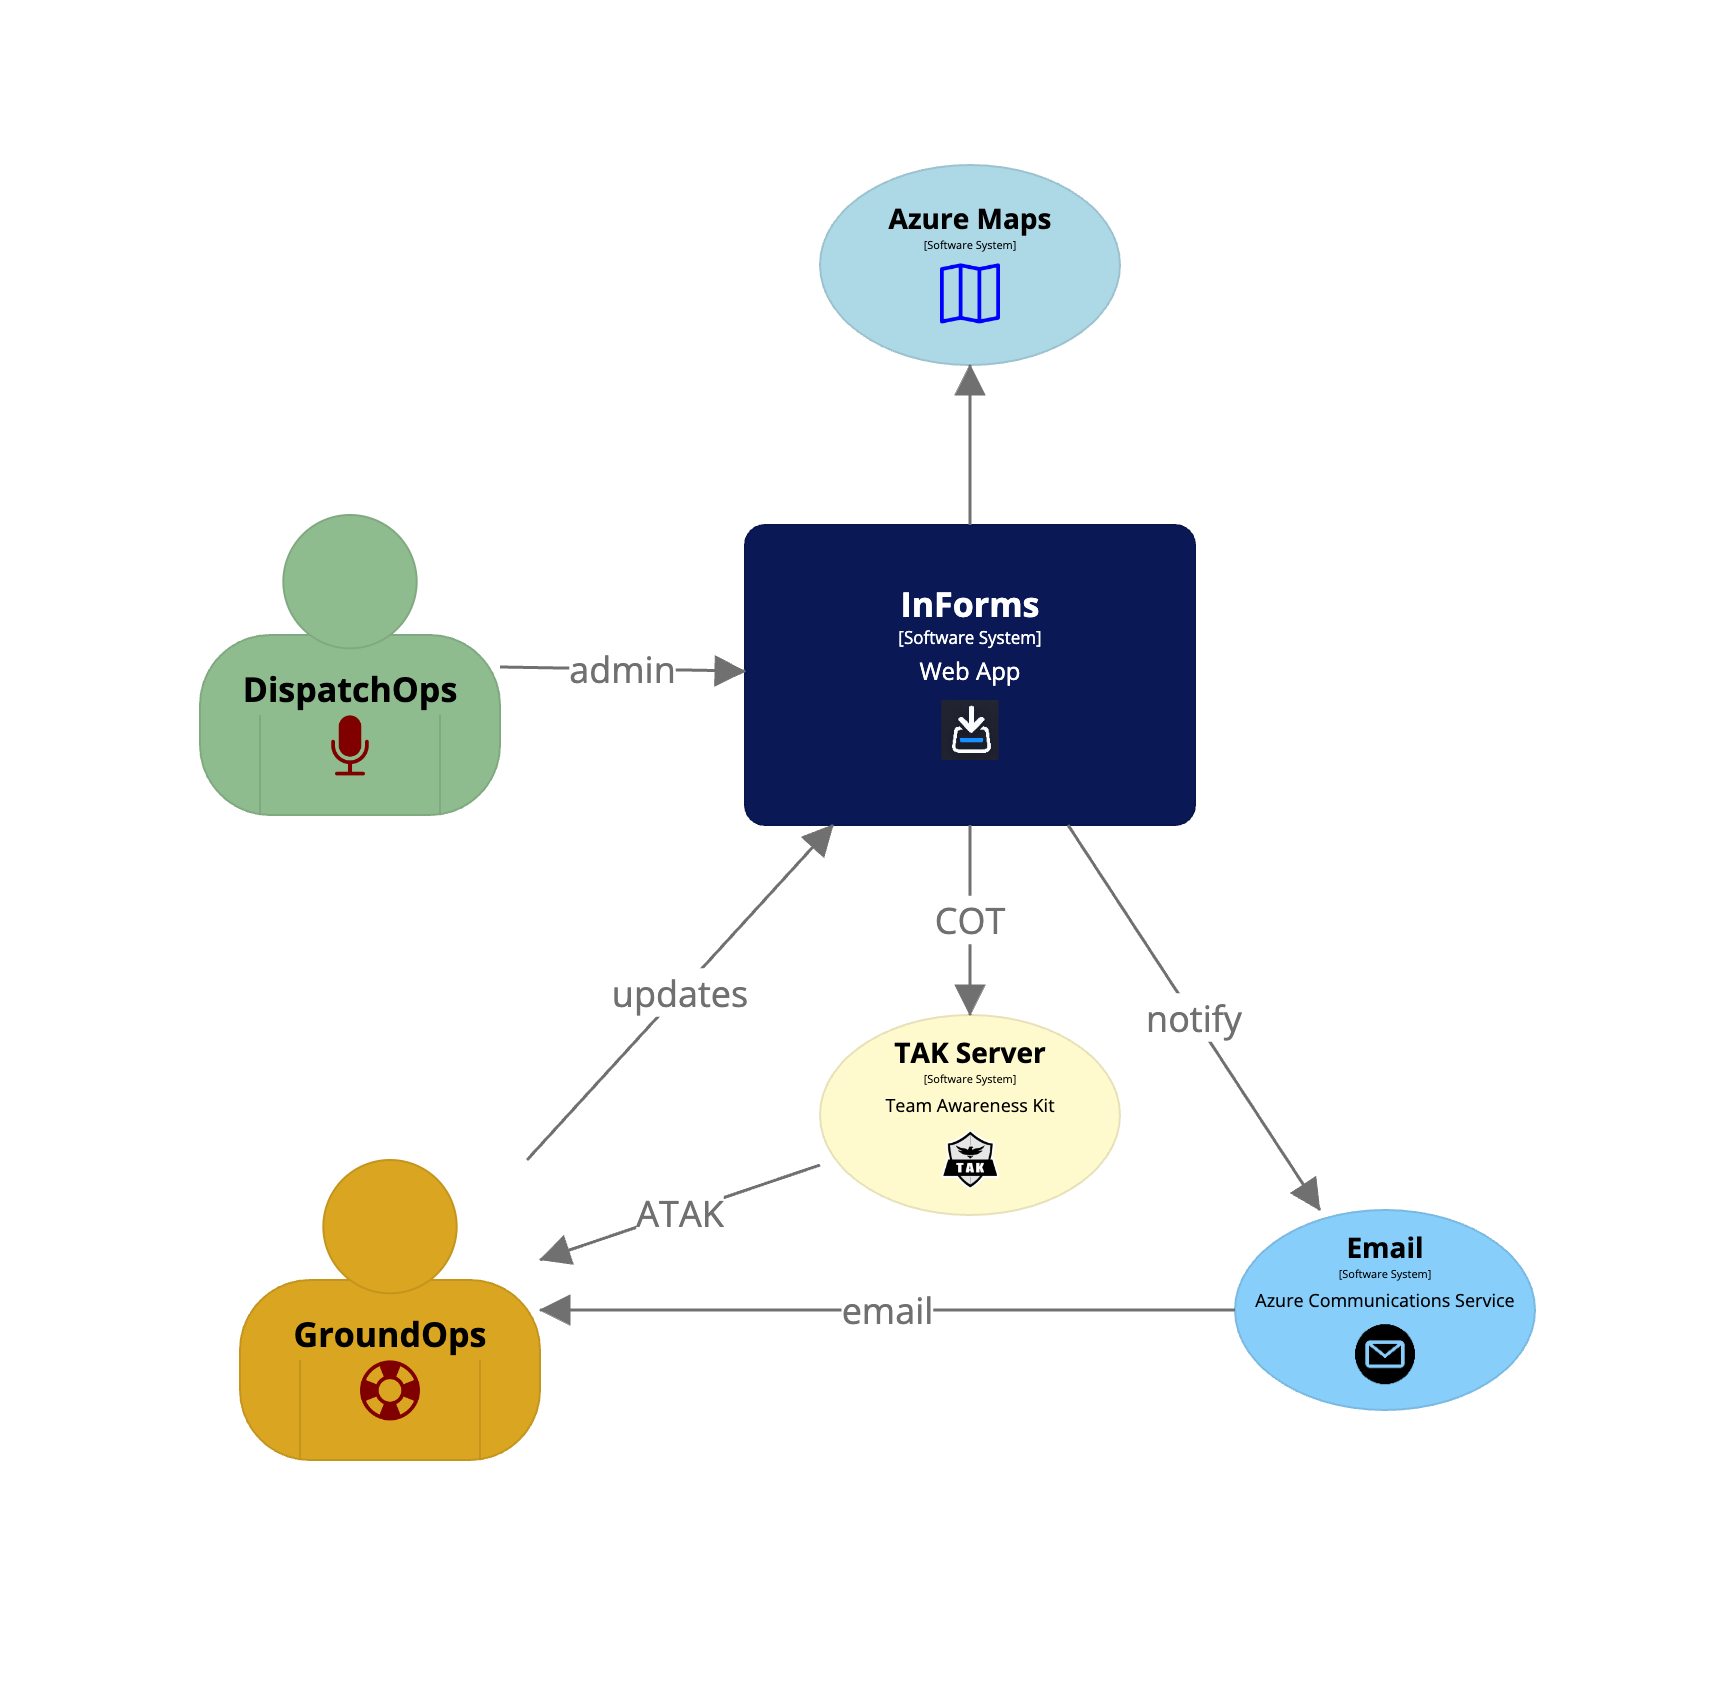 Azure Maps
[Software System]
InForms
[Software System]
Web App
DispatchOps
admin
COT
updates
notify
TAK Server
[Software System]
Team Awareness Kit
TAK
ATAK
Email
[Software System]
Azure Communications Service
email
GroundOps